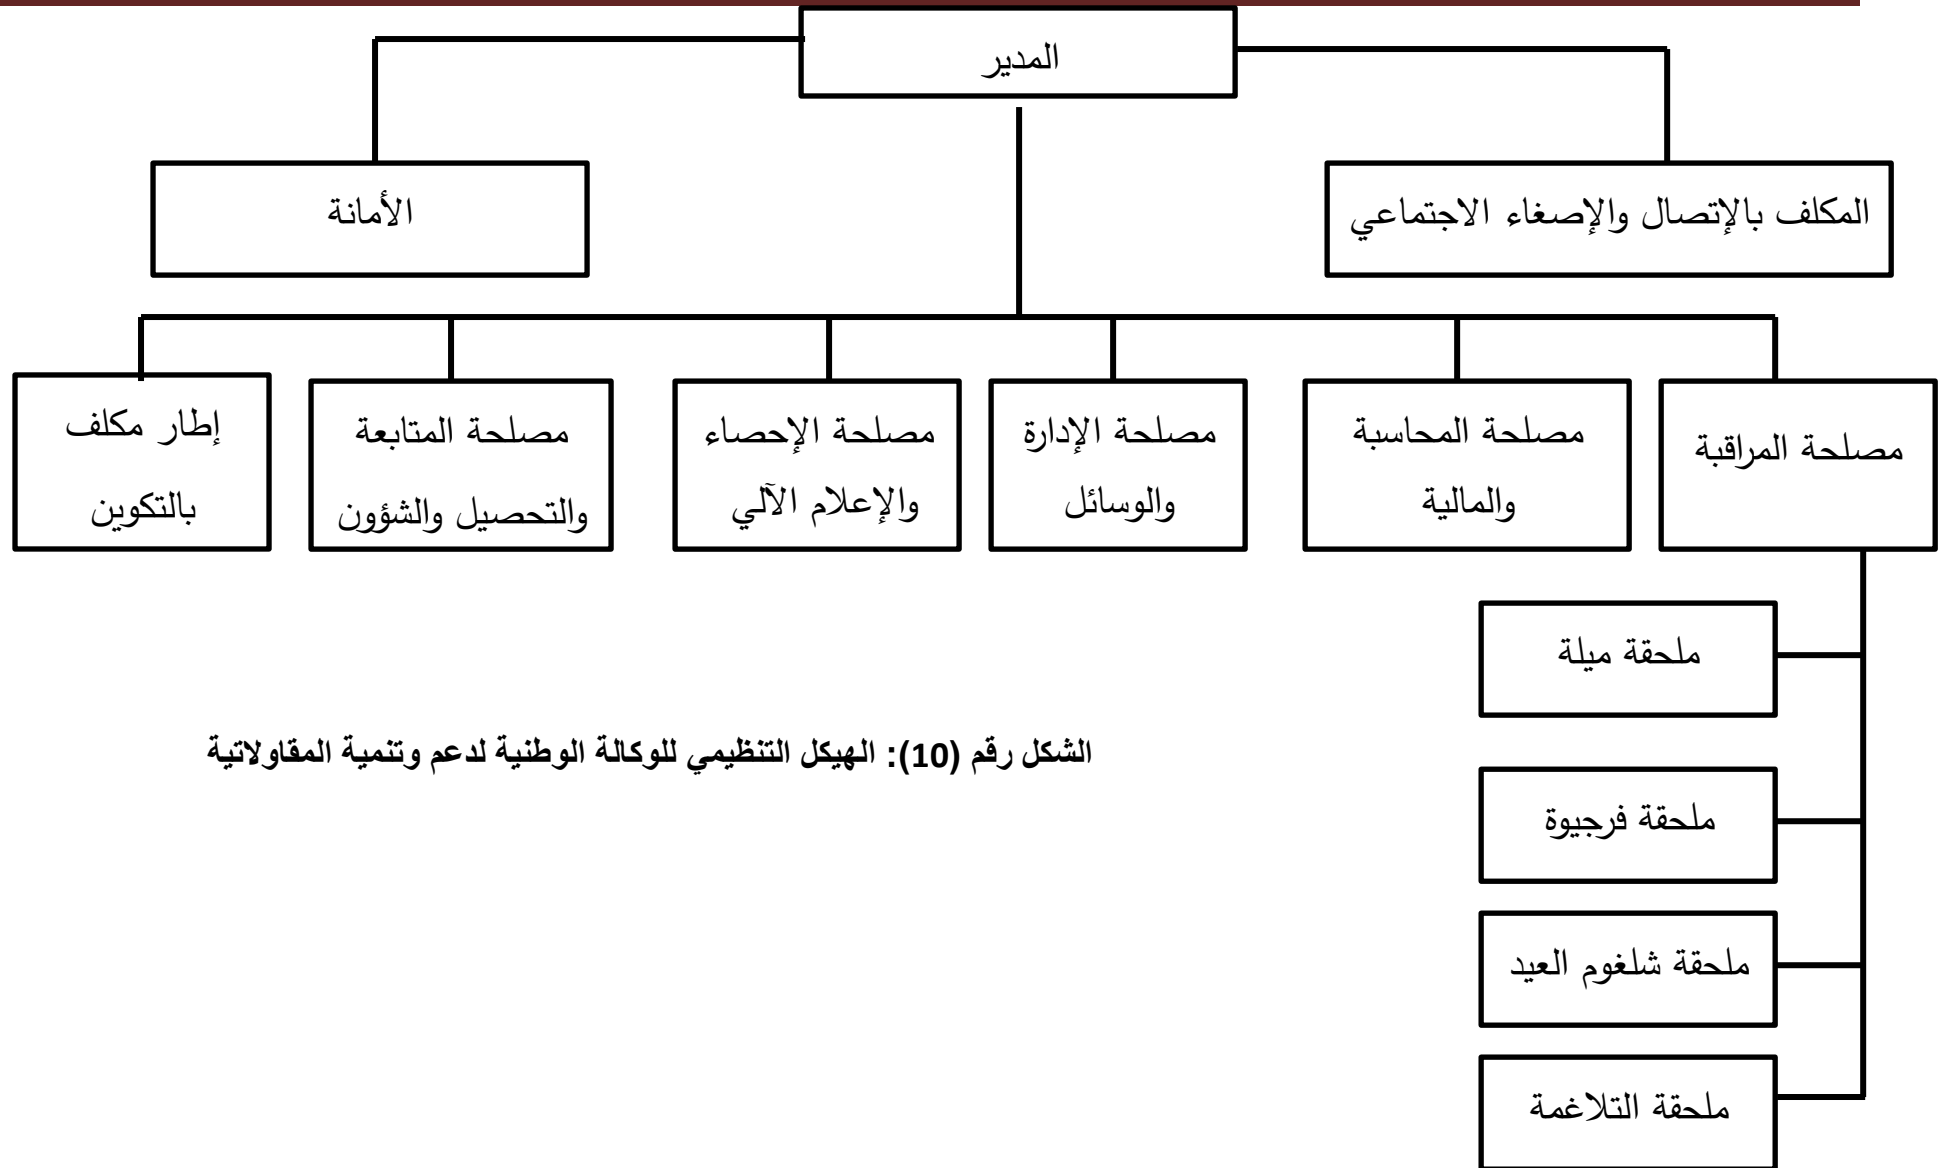 المدير
المكلف بالإتصال والإصغاء الاجتماعي
الأمانة
مصلحة المراقبة
مصلحة المحاسبة
والمالية
مصلحة الإدارة
والوسائل
مصلحة الإحصاء
والإعلام الآلي
مصلحة المتابعة
والتحصيل والشؤون
إطار مكلف
بالتكوين
ملحقة ميلة
ملحقة فرجيوة
ملحقة شلغوم العيد
ملحقة التلاغمة
الشكل رقم (10): الهيكل التنظيمي للوكالة الوطنية لدعم وتنمية المقاولاتية